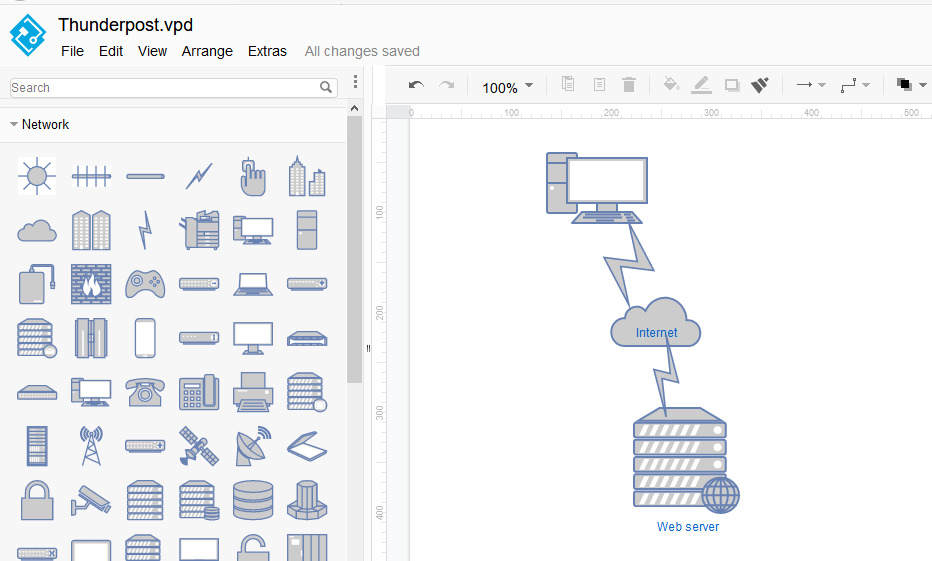 Thunderpost.vpd
File Edit View Arrange Extras All changes saved
Search
100%
Network
0 100 200 300 400 500
100
200
300
400
Internet
Web server